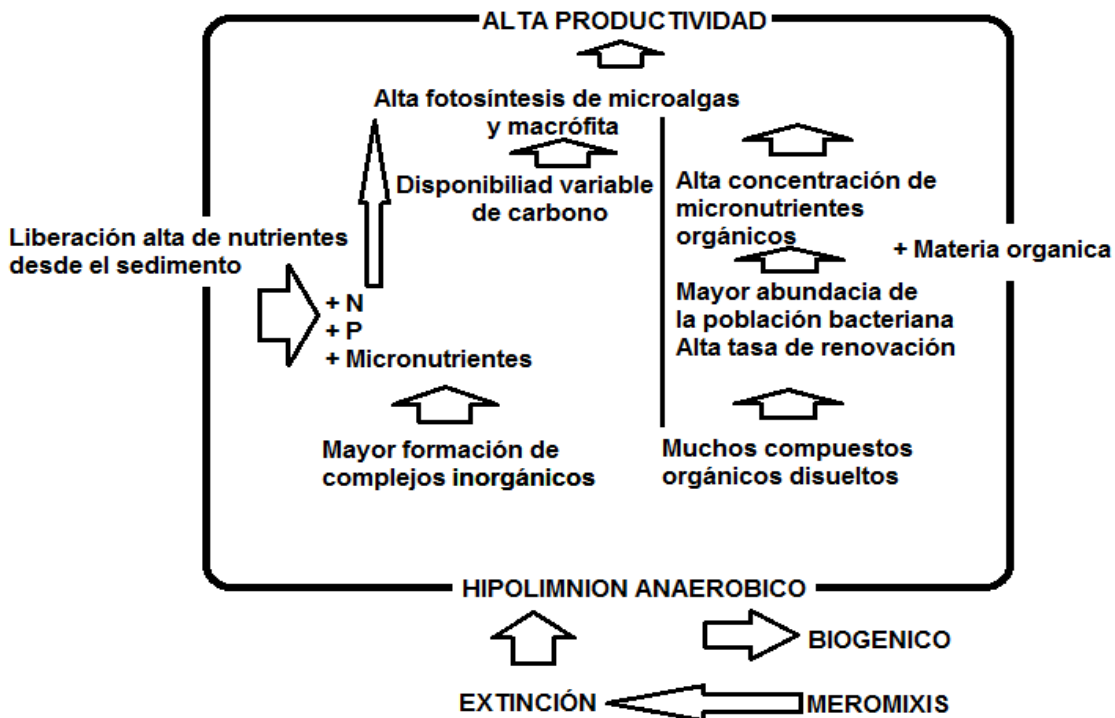 ALTA PRODUCTIVIDAD
Alta fotosíntesis de microalgas
y macrófita
Disponibiliad variable
de carbono
Alta concentración de
micronutrientes
orgánicos
Liberación alta de nutrientes
desde el sedimento
+ Materia organica
+ N
+ P
+ Micronutrientes
Mayor abundacia de
la población bacteriana
Alta tasa de renovación
Mayor formación de
complejos inorgánicos
Muchos compuestos
orgánicos disueltos
HIPOLIMNION ANAEROBICO
BIOGENICO
EXTINCIÓN
MEROMIXIS